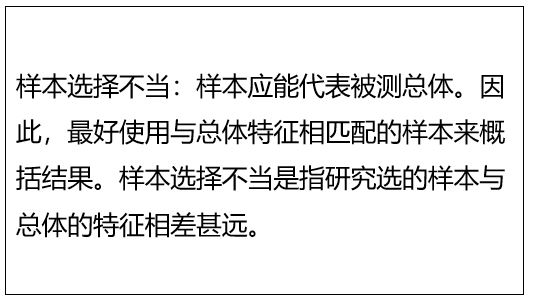 样本选择不当：样本应能代表被测总体。因
此，最好使用与总体特征相匹配的样本来概
括结果。样本选择不当是指研究选的样本与
总体的特征相差甚远。